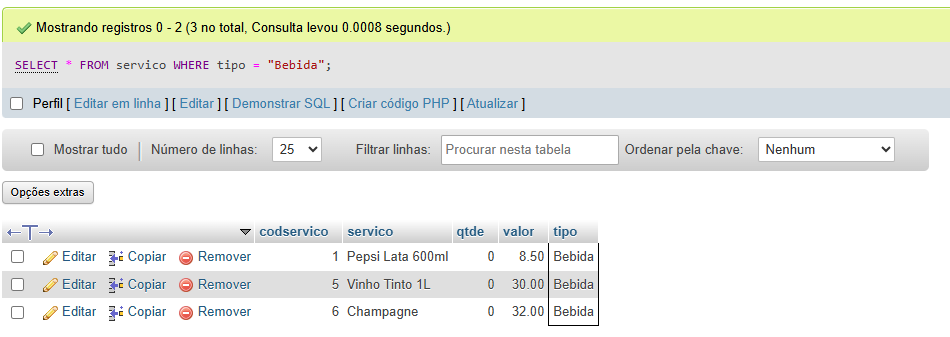 Mostrando registros 0 - 2 (3 no total, Consulta levou 0.0008 segundos.)
SELECT * FROM servico WHERE tipo = "Bebida";
Perfil [ Editar em linha ] [ Editar ] [ Demonstrar SQL ] [ Criar código PHP ] [ Atualizar ]
Mostrar tudo | Número de linhas: 25 Filtrar linhas: Procurar nesta tabela Ordenar pela chave: Nenhum
Opções extras
←T→ codservico servico qtde valor tipo
Editar Copiar Remover 1 Pepsi Lata 600ml 0 8.50 Bebida
Editar Copiar Remover 5 Vinho Tinto 1L 0 30.00 Bebida
Editar Copiar Remover 6 Champagne 0 32.00 Bebida